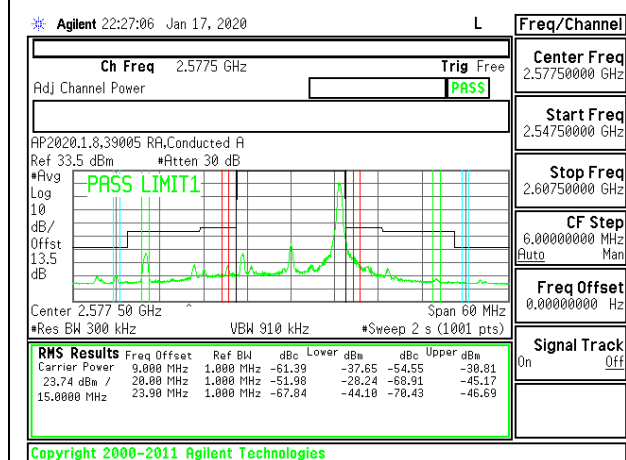 Agilent 22:27:06 Jan 17, 2020 L Freq/Channel
Ch Freq 2.5775 GHz Trig Free
Adj Channel Power PASS
AP2020.1.8,39005 RA,Conducted A
Ref 33.5 dBm #Atten 30 dB
#Avg
Log
10
dB/
Offst
13.5
dB
PASS LIMIT1
Center 2.577 50 GHz ^ Span 60 MHz
#Res BW 300 kHz VBW 910 kHz #Sweep 2 s (1001 pts)
RMS Results Freq Offset Ref BW dBc Lower dBm dBc Upper dBm
Carrier Power 9.000 MHz 1.000 MHz -61.39 -37.65 -54.55 -30.81
23.74 dBm / 20.00 MHz 1.000 MHz -51.98 -28.24 -68.91 -45.17
15.0000 MHz 23.90 MHz 1.000 MHz -67.84 -44.10 -70.43 -46.69
Center Freq
2.57750000 GHz
Start Freq
2.54750000 GHz
Stop Freq
2.60750000 GHz
CF Step
6.00000000 MHz
Auto Man
Freq Offset
0.00000000 Hz
Signal Track
On Off
Copyright 2000-2011 Agilent Technologies